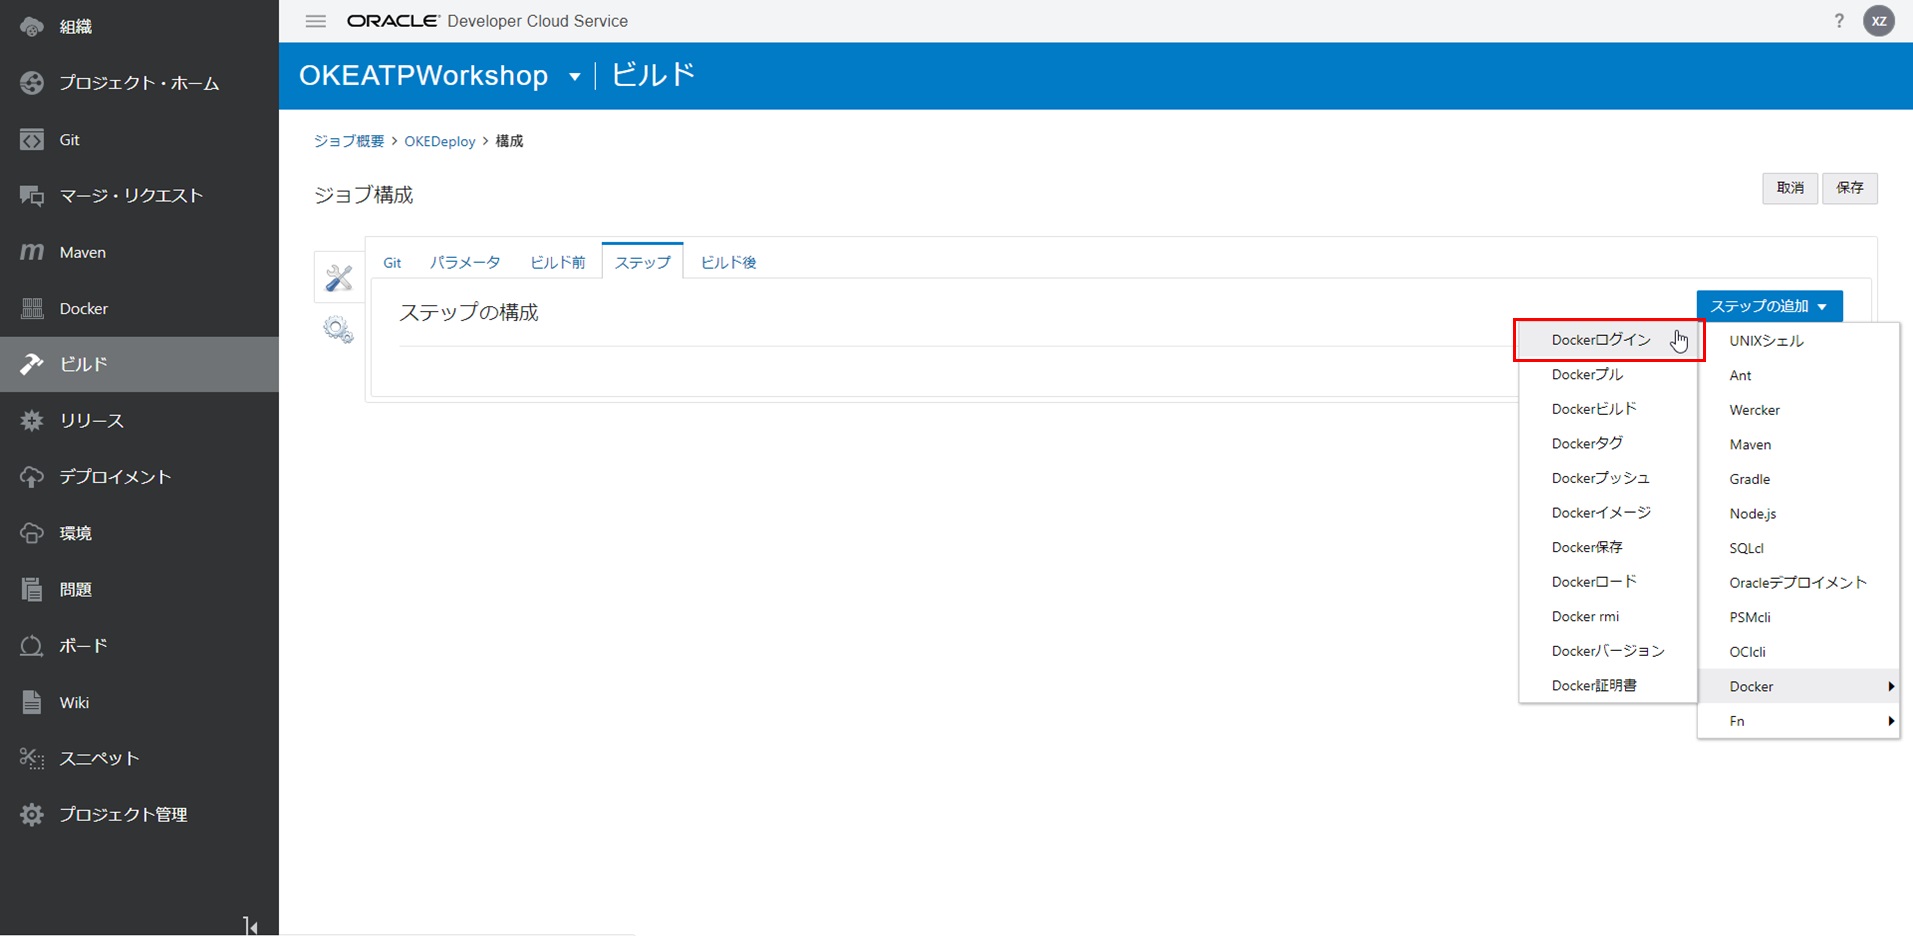 組織
プロジェクト・ホーム
Git
マージ・リクエスト
Maven
Docker
ビルド
リリース
デプロイメント
環境
問題
ボード
Wiki
スニペット
プロジェクト管理
ORACLE® Developer Cloud Service
? XZ
OKEATPWorkshop ビルド
ジョブ概要 > OKEDeploy > 構成
ジョブ構成
取消 保存
Git パラメータ ビルド前 ステップ ビルド後
ステップの構成
ステップの追加
Dockerログイン
Dockerプル
Dockerビルド
Dockerタグ
Dockerプッシュ
Dockerイメージ
Docker保存
Dockerロード
Docker rmi
Dockerバージョン
Docker証明書
UNIXシェル
Ant
Wercker
Maven
Gradle
Node.js
SQLcl
Oracleデプロイメント
PSMcli
OCIcli
Docker
Fn